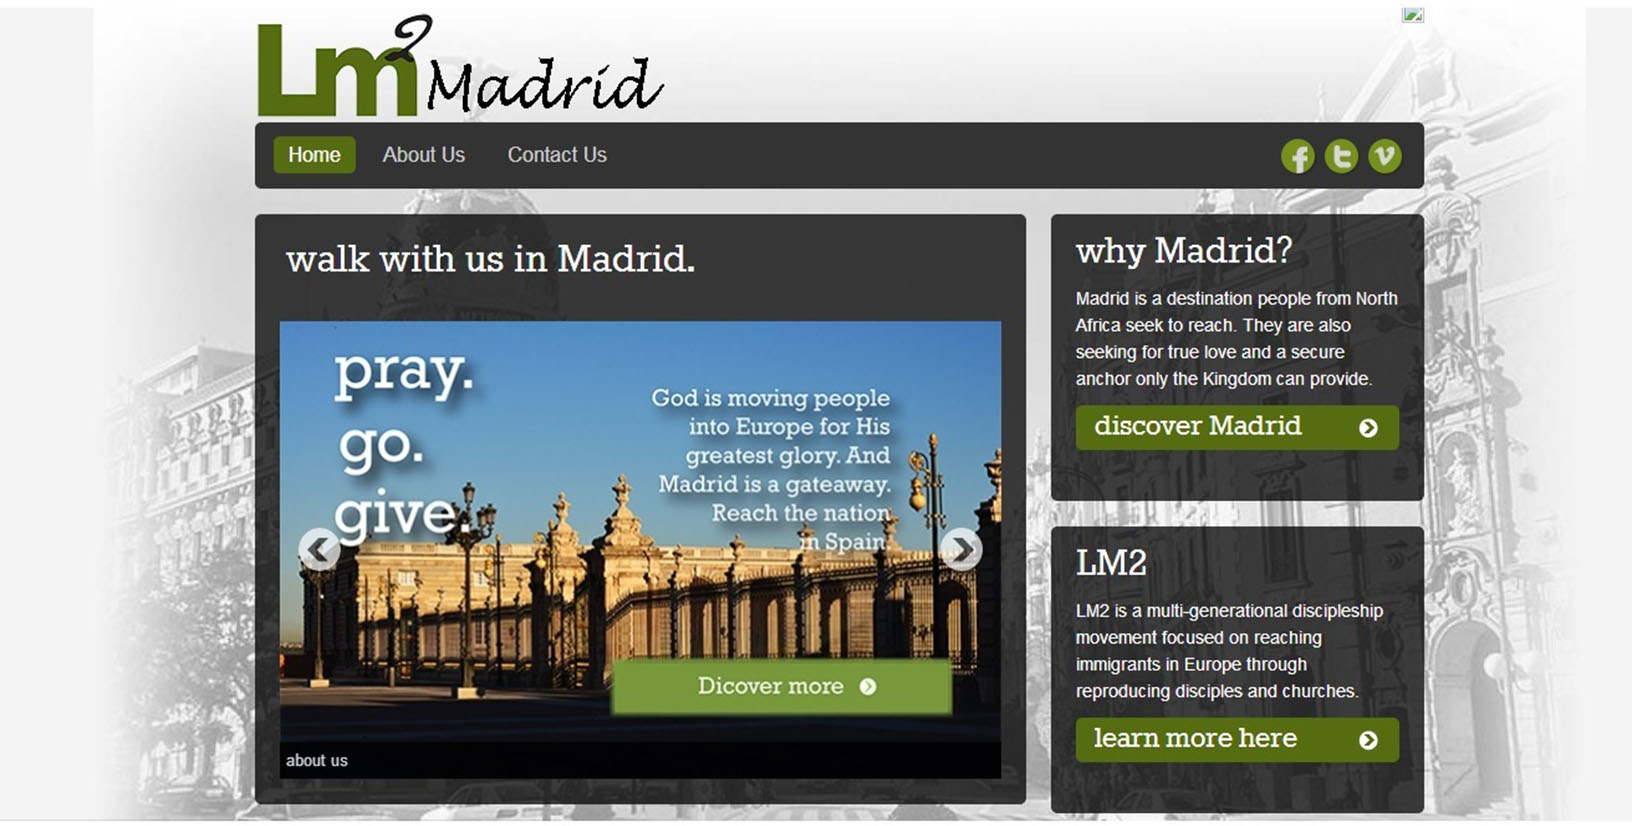 Lm2 Madrid
Home About Us Contact Us
walk with us in Madrid.
pray.
go.
give.
God is moving people
into Europe for His
greatest glory. And
Madrid is a gateaway.
Reach the nation
in Spain.
Dicover more
about us
why Madrid?
Madrid is a destination people from North
Africa seek to reach. They are also
seeking for true love and a secure
anchor only the Kingdom can provide.
discover Madrid
LM2
LM2 is a multi-generational discipleship
movement focused on reaching
immigrants in Europe through
reproducing disciples and churches.
learn more here